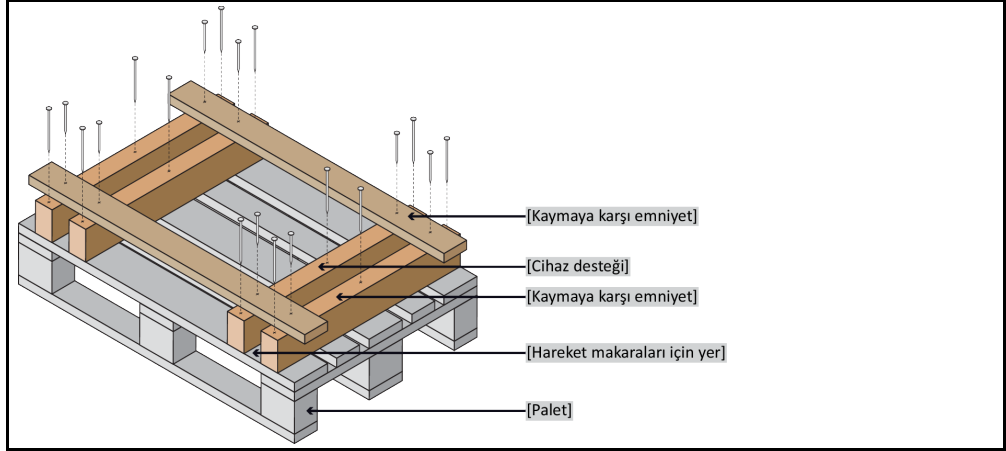 [Kaymaya karşı emniyet]
[Cihaz desteği]
[Kaymaya karşı emniyet]
[Hareket makaraları için yer]
[Palet]